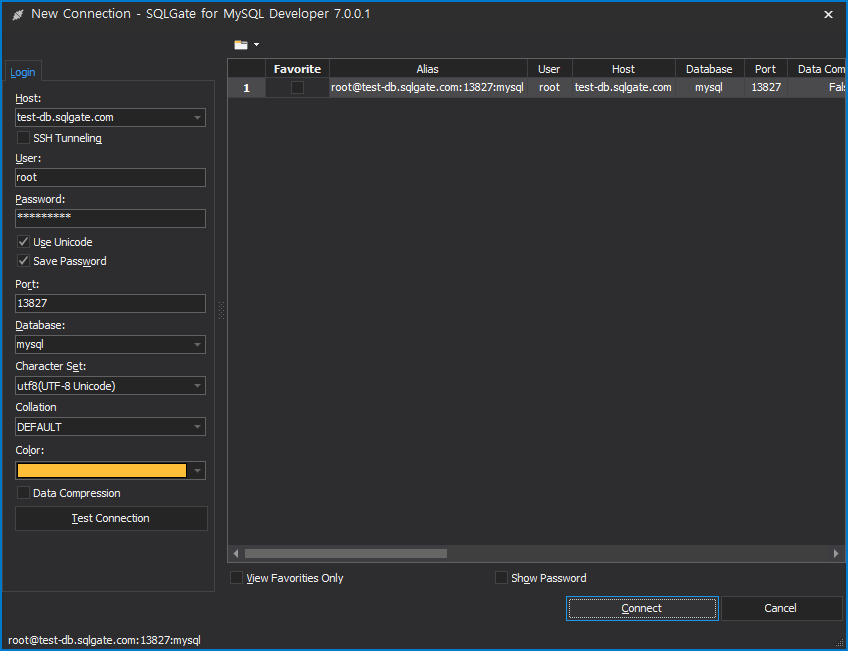 New Connection - SQLGate for MySQL Developer 7.0.0.1
Login
Host:
test-db.sqlgate.com
SSH Tunneling
User:
root
Password:
*********
Use Unicode
Save Password
Port:
13827
Database:
mysql
Character Set:
utf8(UTF-8 Unicode)
Collation
DEFAULT
Color:
Data Compression
Test Connection
Favorite Alias User Host Database Port Data Com
1 root@test-db.sqlgate.com:13827:mysql root test-db.sqlgate.com mysql 13827 Fals
View Favorities Only Show Password
Connect Cancel
root@test-db.sqlgate.com:13827:mysql